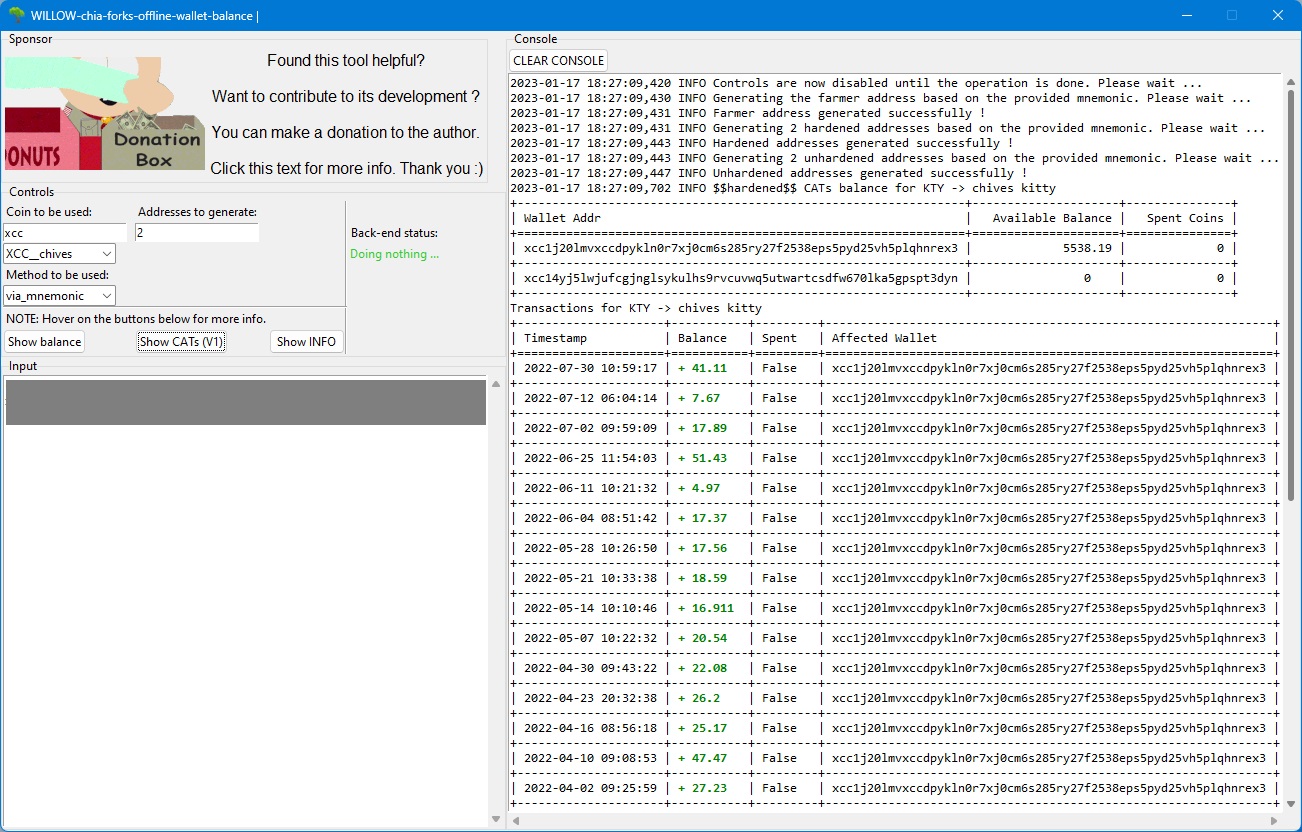 WILLOW-chia-forks-offline-wallet-balance |
Sponsor
DONUTS
Donation
Box
Found this tool helpful?
Want to contribute to its development ?
You can make a donation to the author.
Click this text for more info. Thank you :)
Controls
Coin to be used:
Addresses to generate:
xcc
2
XCC__chives
Back-end status:
Doing nothing ...
Method to be used:
via_mnemonic
NOTE: Hover on the buttons below for more info.
Show balance
Show CATs (V1)
Show INFO
Input
Console
CLEAR CONSOLE
2023-01-17 18:27:09,420 INFO Controls are now disabled until the operation is done. Please wait ...
2023-01-17 18:27:09,430 INFO Generating the farmer address based on the provided mnemonic. Please wait ...
2023-01-17 18:27:09,431 INFO Farmer address generated successfully !
2023-01-17 18:27:09,431 INFO Generating 2 hardened addresses based on the provided mnemonic. Please wait ...
2023-01-17 18:27:09,443 INFO Hardened addresses generated successfully !
2023-01-17 18:27:09,443 INFO Generating 2 unhardened addresses based on the provided mnemonic. Please wait ...
2023-01-17 18:27:09,447 INFO Unhardened addresses generated successfully !
2023-01-17 18:27:09,702 INFO $$hardened$$ CATs balance for KTY -> chives kitty
| Wallet Addr | Available Balance | Spent Coins |
| xcc1j20lmvxccdpykln0r7xj0cm6s285ry27f2538eps5pyd25vh5plqhnrex3 | 5538.19 | 0 |
| xcc14yj5lwjufcgjnglsykulhs9rvcuvwq5utwartcsdfw670lka5gpspt3dyn | 0 | 0 |
Transactions for KTY -> chives kitty
| Timestamp | Balance | Spent | Affected Wallet |
| 2022-07-30 10:59:17 | + 41.11 | False | xcc1j20lmvxccdpykln0r7xj0cm6s285ry27f2538eps5pyd25vh5plqhnrex3 |
| 2022-07-12 06:04:14 | + 7.67 | False | xcc1j20lmvxccdpykln0r7xj0cm6s285ry27f2538eps5pyd25vh5plqhnrex3 |
| 2022-07-02 09:59:09 | + 17.89 | False | xcc1j20lmvxccdpykln0r7xj0cm6s285ry27f2538eps5pyd25vh5plqhnrex3 |
| 2022-06-25 11:54:03 | + 51.43 | False | xcc1j20lmvxccdpykln0r7xj0cm6s285ry27f2538eps5pyd25vh5plqhnrex3 |
| 2022-06-11 10:21:32 | + 4.97 | False | xcc1j20lmvxccdpykln0r7xj0cm6s285ry27f2538eps5pyd25vh5plqhnrex3 |
| 2022-06-04 08:51:42 | + 17.37 | False | xcc1j20lmvxccdpykln0r7xj0cm6s285ry27f2538eps5pyd25vh5plqhnrex3 |
| 2022-05-28 10:26:50 | + 17.56 | False | xcc1j20lmvxccdpykln0r7xj0cm6s285ry27f2538eps5pyd25vh5plqhnrex3 |
| 2022-05-21 10:33:38 | + 18.59 | False | xcc1j20lmvxccdpykln0r7xj0cm6s285ry27f2538eps5pyd25vh5plqhnrex3 |
| 2022-05-14 10:10:46 | + 16.911 | False | xcc1j20lmvxccdpykln0r7xj0cm6s285ry27f2538eps5pyd25vh5plqhnrex3 |
| 2022-05-07 10:22:32 | + 20.54 | False | xcc1j20lmvxccdpykln0r7xj0cm6s285ry27f2538eps5pyd25vh5plqhnrex3 |
| 2022-04-30 09:43:22 | + 22.08 | False | xcc1j20lmvxccdpykln0r7xj0cm6s285ry27f2538eps5pyd25vh5plqhnrex3 |
| 2022-04-23 20:32:38 | + 26.2 | False | xcc1j20lmvxccdpykln0r7xj0cm6s285ry27f2538eps5pyd25vh5plqhnrex3 |
| 2022-04-16 08:56:18 | + 25.17 | False | xcc1j20lmvxccdpykln0r7xj0cm6s285ry27f2538eps5pyd25vh5plqhnrex3 |
| 2022-04-10 09:08:53 | + 47.47 | False | xcc1j20lmvxccdpykln0r7xj0cm6s285ry27f2538eps5pyd25vh5plqhnrex3 |
| 2022-04-02 09:25:59 | + 27.23 | False | xcc1j20lmvxccdpykln0r7xj0cm6s285ry27f2538eps5pyd25vh5plqhnrex3 |